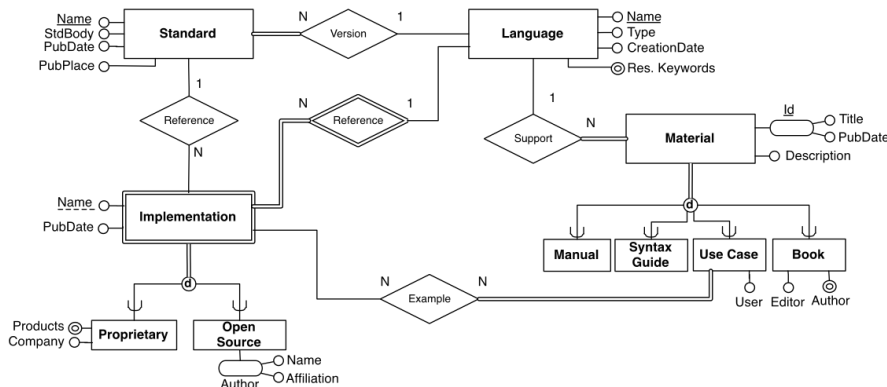 Name
StdBody
PubDate
PubPlace
Standard
N
Version
1
Language
Name
Type
CreationDate
Res. Keywords
1
Reference
N
N
Reference
1
1
Support
N
Material
Id
Title
PubDate
Description
Name
PubDate
Implementation
d
Manual
Syntax
Guide
Use Case
Book
User
Editor
Author
d
N
Example
N
Products
Company
Proprietary
Open
Source
Name
Author
Affiliation